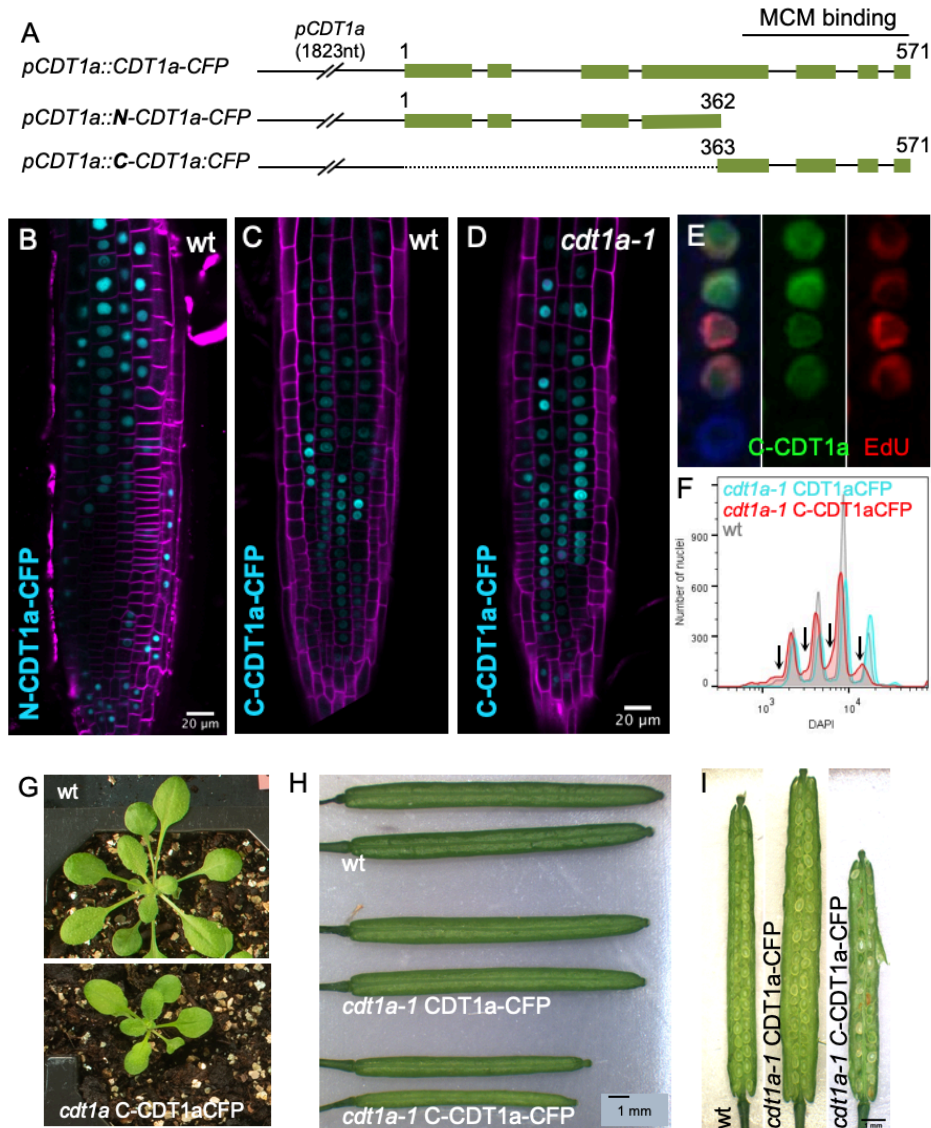 A
pCDT1a
(1823nt)
MCM binding
pCDT1a::CDT1a-CFP
1
571
pCDT1a::N-CDT1a-CFP
1
362
pCDT1a::C-CDT1a:CFP
363
571
B
wt
N-CDT1a-CFP
20 µm
C
wt
C-CDT1a-CFP
D
cdt1a-1
C-CDT1a-CFP
20 µm
E
C-CDT1a
EdU
F
cdt1a-1 CDT1aCFP
cdt1a-1 C-CDT1aCFP
wt
Number of nuclei
900
600
300
0
10³
10⁴
DAPI
G
wt
cdt1a C-CDT1aCFP
H
wt
cdt1a-1 CDT1a-CFP
cdt1a-1 C-CDT1a-CFP
1 mm
I
wt
cdt1a-1 CDT1a-CFP
cdt1a-1 C-CDT1a-CFP
1 mm